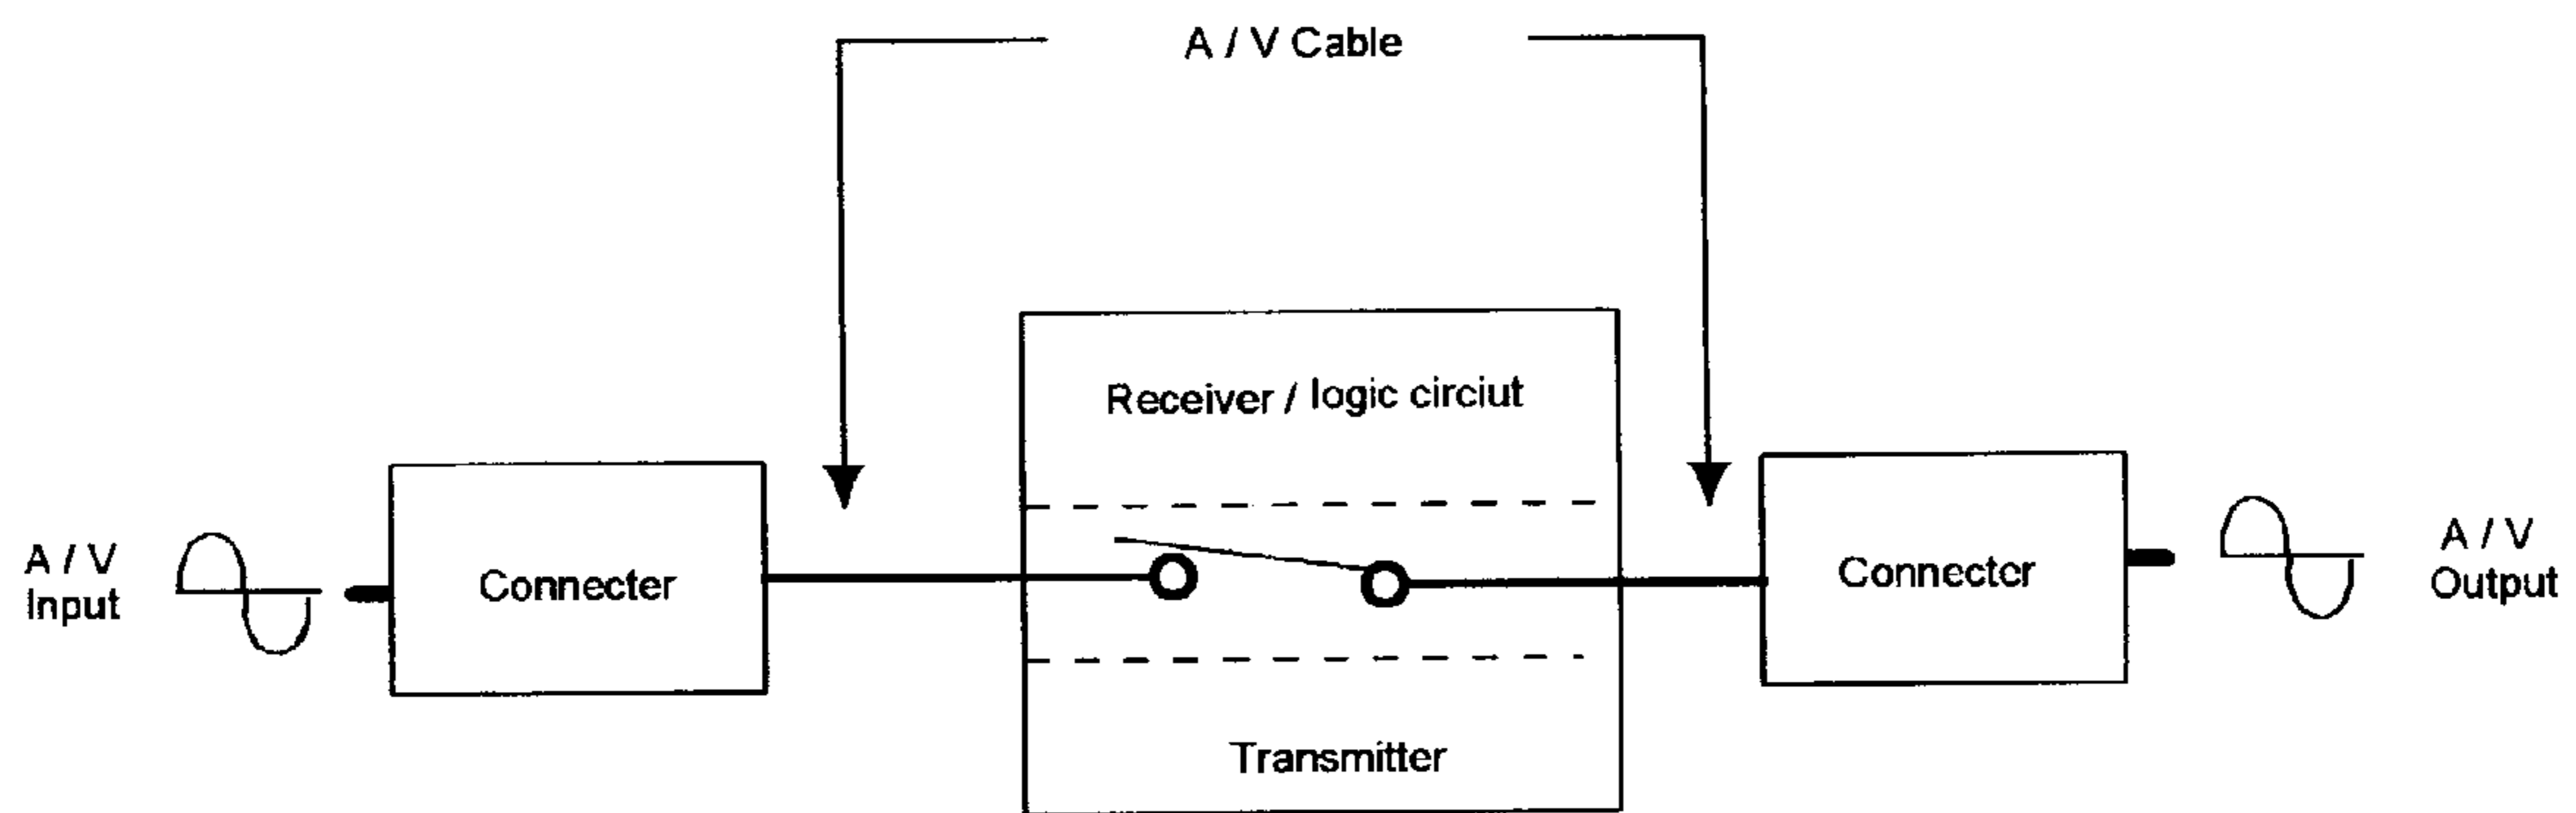 A / V Cable
Receiver / logic circiut
A / V
Input
Connecter
Connecter
A / V
Output
Transmitter